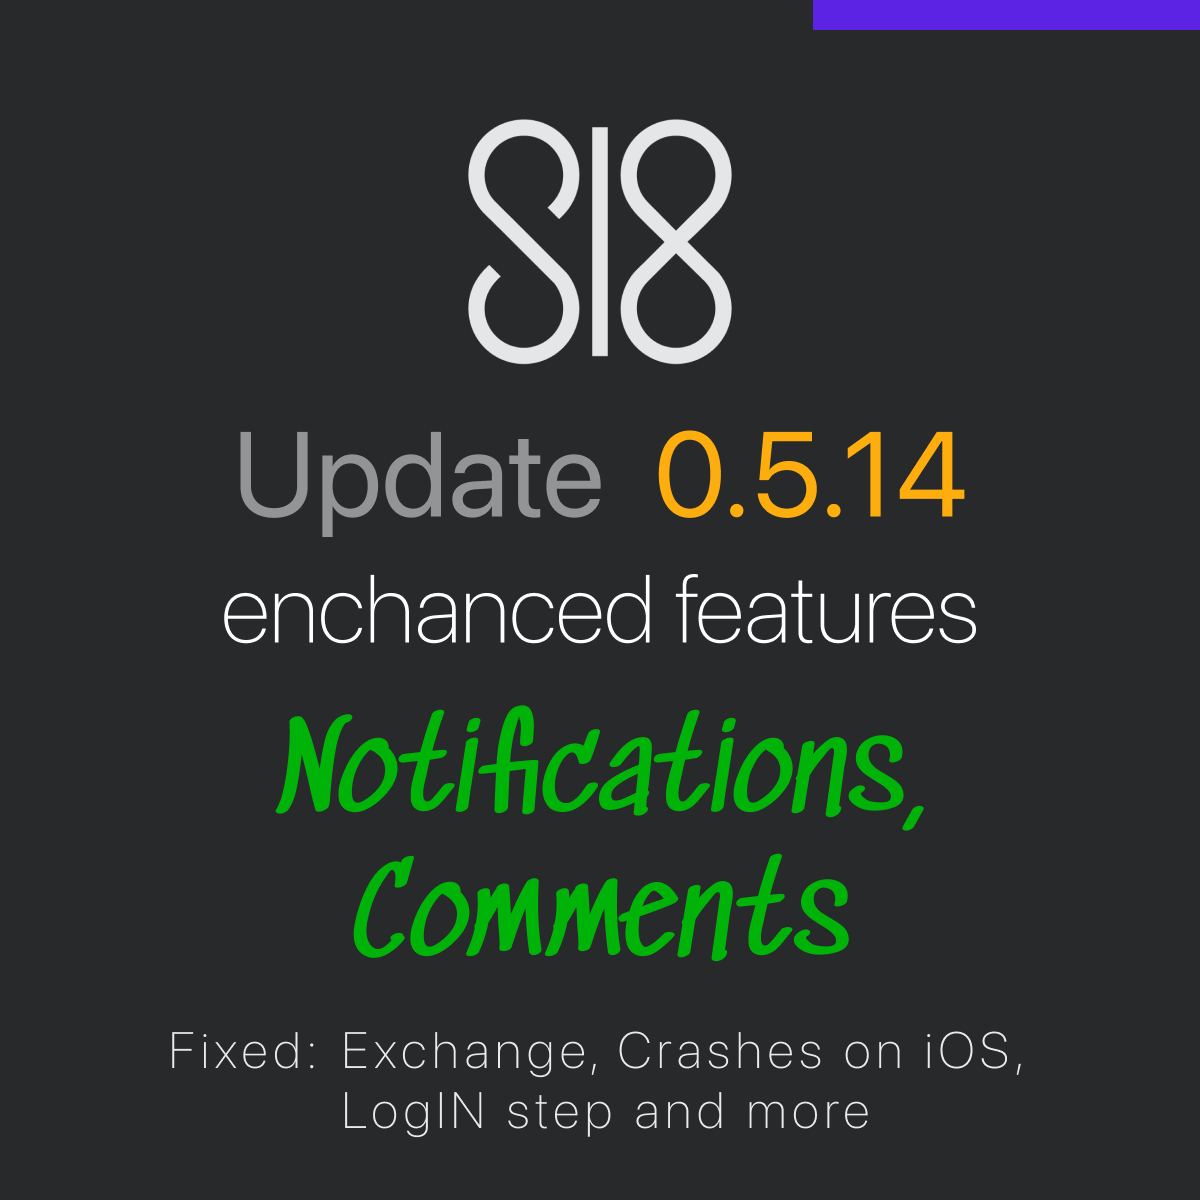 S18
Update 0.5.14
enchanced features
Notifications,
Comments
Fixed: Exchange, Crashes on iOS,
LogIN step and more